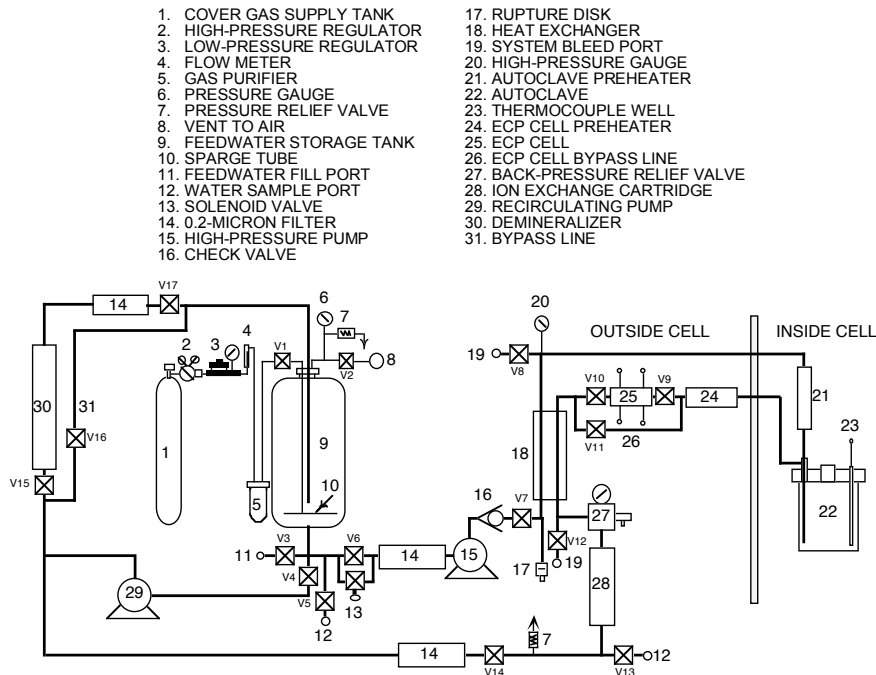 1. COVER GAS SUPPLY TANK
2. HIGH-PRESSURE REGULATOR
3. LOW-PRESSURE REGULATOR
4. FLOW METER
5. GAS PURIFIER
6. PRESSURE GAUGE
7. PRESSURE RELIEF VALVE
8. VENT TO AIR
9. FEEDWATER STORAGE TANK
10. SPARGE TUBE
11. FEEDWATER FILL PORT
12. WATER SAMPLE PORT
13. SOLENOID VALVE
14. 0.2-MICRON FILTER
15. HIGH-PRESSURE PUMP
16. CHECK VALVE
17. RUPTURE DISK
18. HEAT EXCHANGER
19. SYSTEM BLEED PORT
20. HIGH-PRESSURE GAUGE
21. AUTOCLAVE PREHEATER
22. AUTOCLAVE
23. THERMOCOUPLE WELL
24. ECP CELL PREHEATER
25. ECP CELL
26. ECP CELL BYPASS LINE
27. BACK-PRESSURE RELIEF VALVE
28. ION EXCHANGE CARTRIDGE
29. RECIRCULATING PUMP
30. DEMINERALIZER
31. BYPASS LINE
V17
14
6
7
20
OUTSIDE CELL
INSIDE CELL
2
3
4
V1
V2
8
19
V8
V10
25
V9
24
21
30
31
V16
1
9
18
V11
26
23
V15
5
10
16
V7
27
22
11
V3
V6
14
15
V12
19
V4
V5
17
28
29
12
13
14
V14
7
V13
12